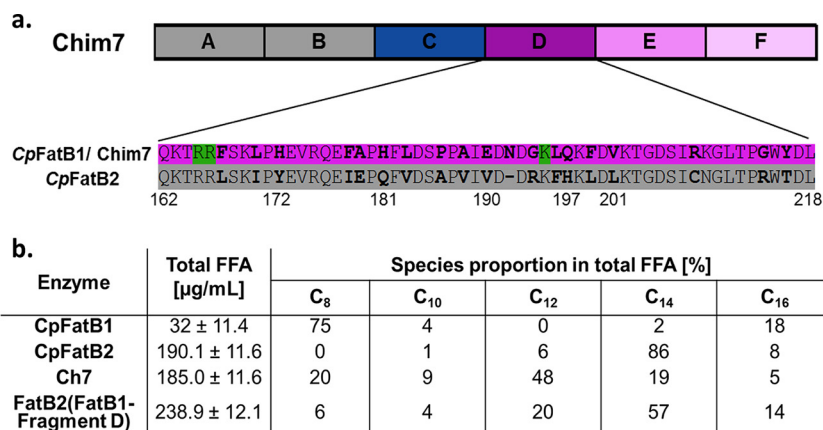 a.
Chim7 A B C D E F
CpFatB1/ Chim7 QKTRRFSKLPHEVRQEFAPHFLDSPPAIEDNDGKLQKFDVKTGDSIRKGLTPGWYDL
CpFatB2 QKTRRLSKIPYEVRQEIEPQFVDSAPVIVD-DRKFHKLDLKTGDSICNGLTPRWTDL
162 172 181 190 197 201 218
b.
Enzyme Total FFA [µg/mL] Species proportion in total FFA [%]
C₈ C₁₀ C₁₂ C₁₄ C₁₆
CpFatB1 32 ± 11.4 75 4 0 2 18
CpFatB2 190.1 ± 11.6 0 1 6 86 8
Ch7 185.0 ± 11.6 20 9 48 19 5
FatB2(FatB1-
Fragment D) 238.9 ± 12.1 6 4 20 57 14